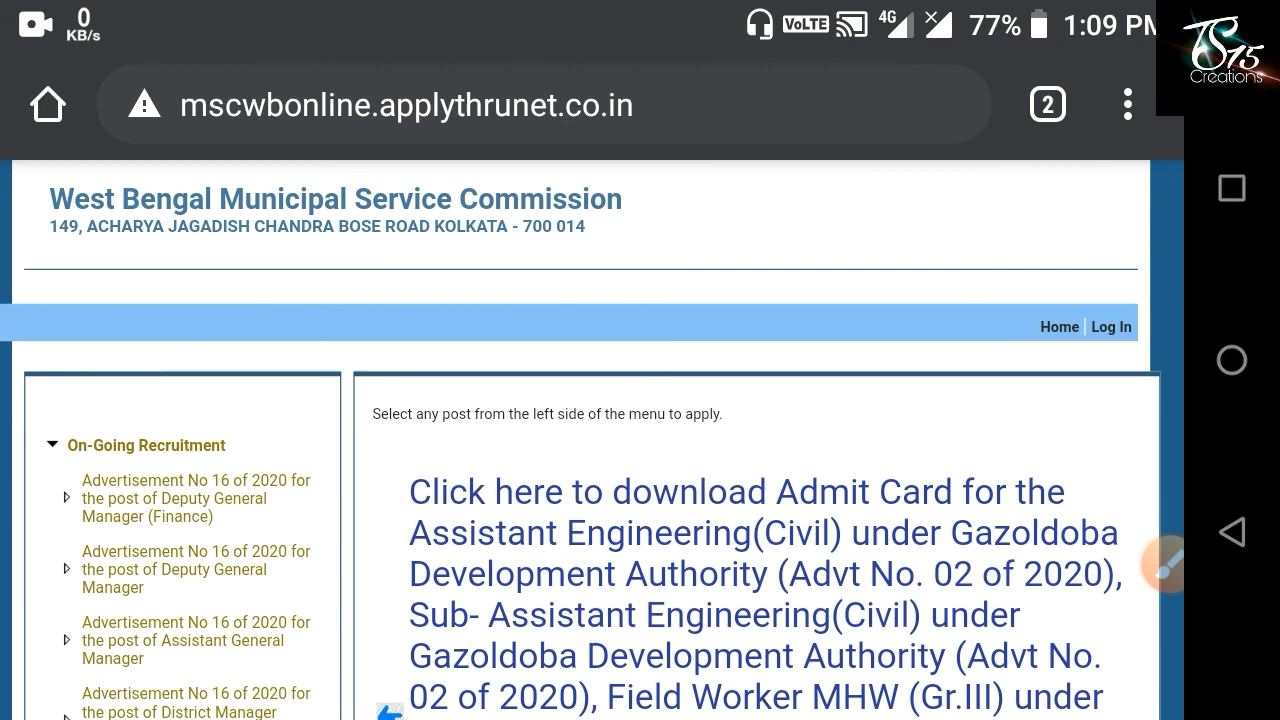 0
KB/s
VoLTE
4G
77%
1:09 PM
TS15
Creations
mscwbonline.applythrunet.co.in
2
West Bengal Municipal Service Commission
149, ACHARYA JAGADISH CHANDRA BOSE ROAD KOLKATA - 700 014
Home
Log In
On-Going Recruitment
Advertisement No 16 of 2020 for
the post of Deputy General
Manager (Finance)
Advertisement No 16 of 2020 for
the post of Deputy General
Manager
Advertisement No 16 of 2020 for
the post of Assistant General
Manager
Advertisement No 16 of 2020 for
the post of District Manager
Select any post from the left side of the menu to apply.
Click here to download Admit Card for the
Assistant Engineering(Civil) under Gazoldoba
Development Authority (Advt No. 02 of 2020),
Sub- Assistant Engineering(Civil) under
Gazoldoba Development Authority (Advt No.
02 of 2020), Field Worker MHW (Gr.III) under